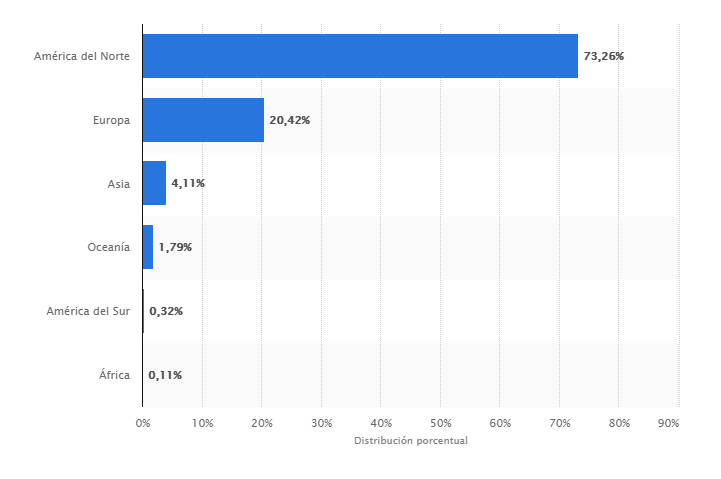 América del Norte 73,26%
Europa 20,42%
Asia 4,11%
Oceanía 1,79%
América del Sur 0,32%
África 0,11%
0% 10% 20% 30% 40% 50% 60% 70% 80% 90%
Distribución porcentual